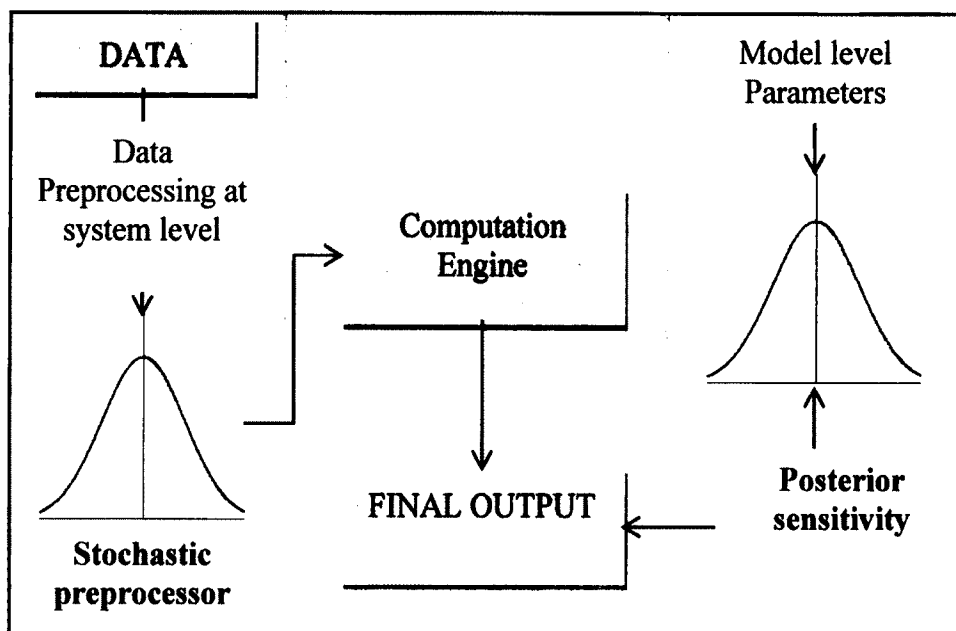 DATA
Data
Preprocessing at
system level
Stochastic
preprocessor
Computation
Engine
FINAL OUTPUT
Model level
Parameters
Posterior
sensitivity